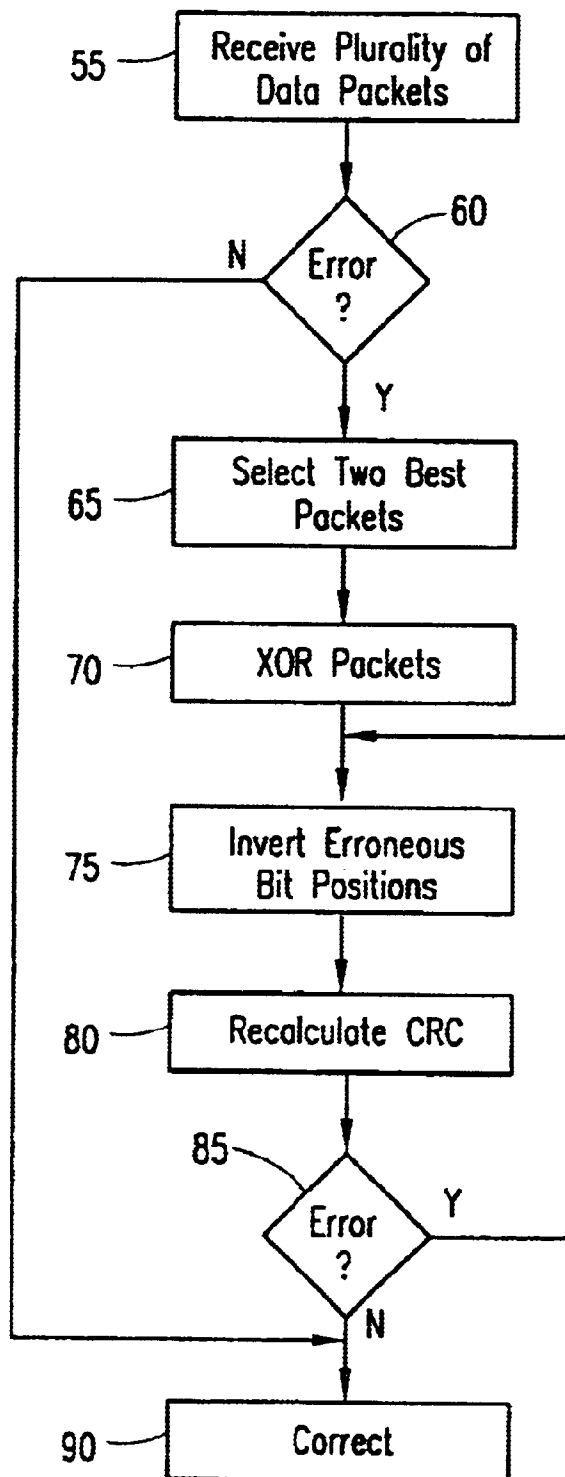 55
Receive Plurality of
Data Packets
60
N
Error
?
Y
65
Select Two Best
Packets
70
XOR Packets
75
Invert Erroneous
Bit Positions
80
Recalculate CRC
85
Error
?
Y
N
90
Correct